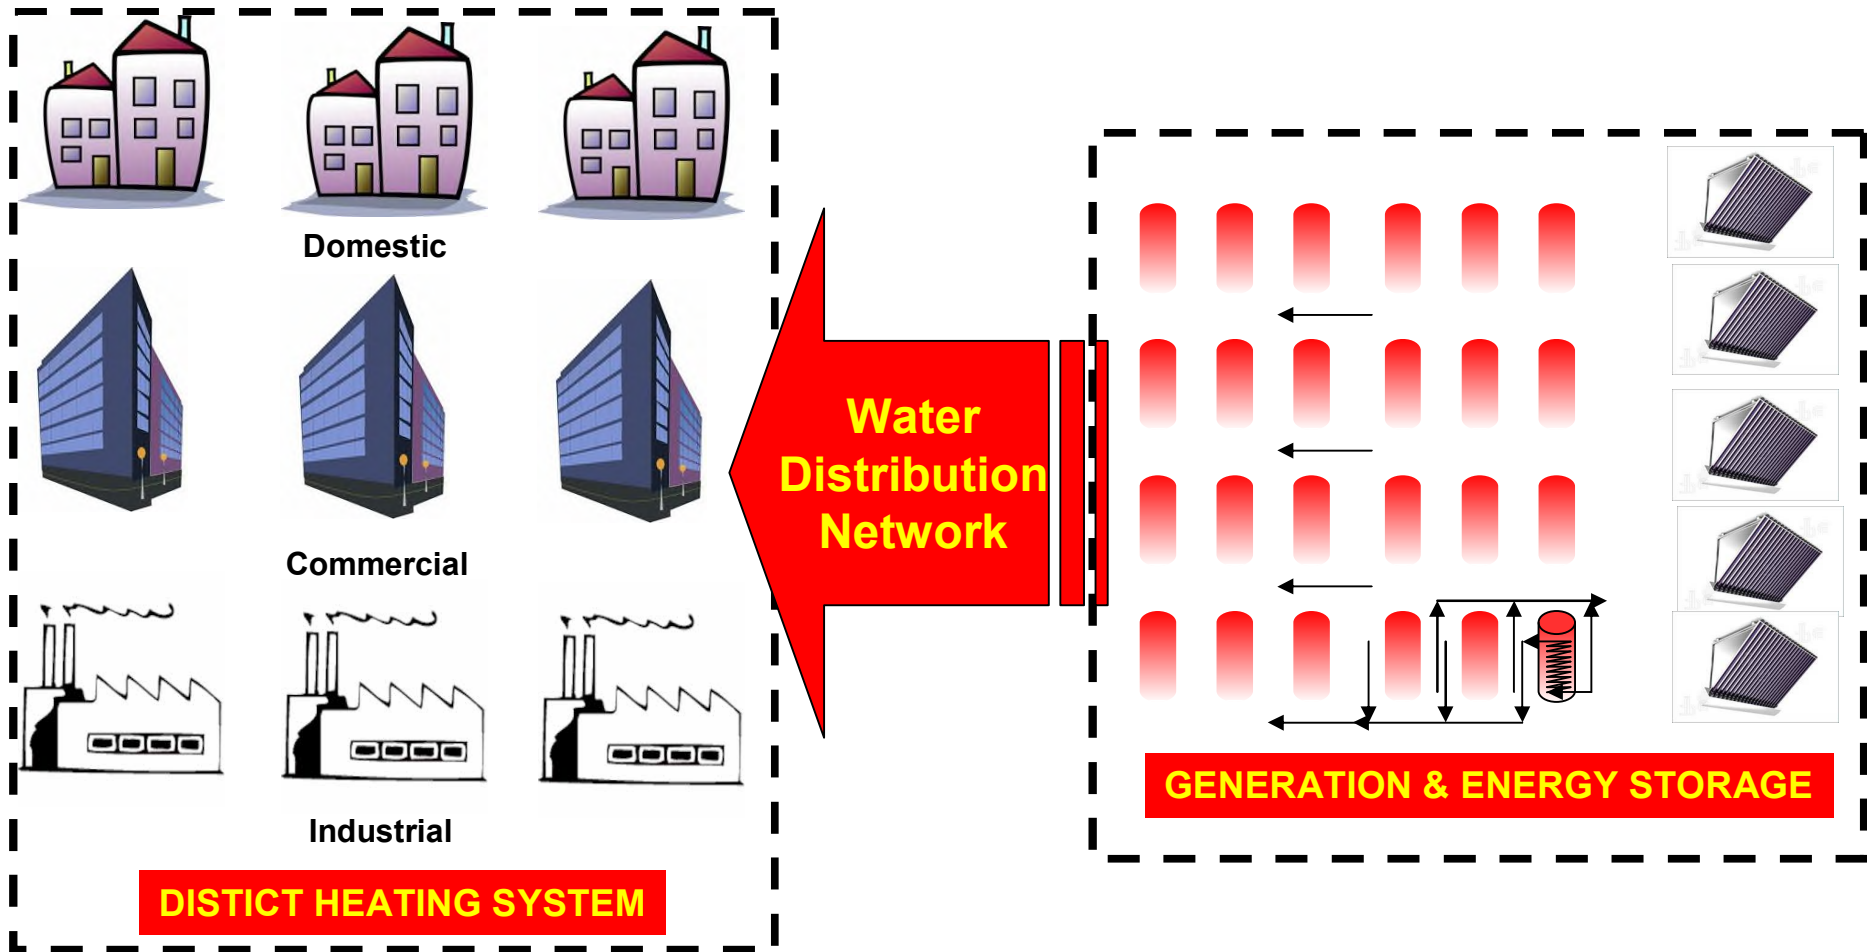 Domestic
Commercial
Industrial
DISTICT HEATING SYSTEM
Water
Distribution
Network
GENERATION & ENERGY STORAGE